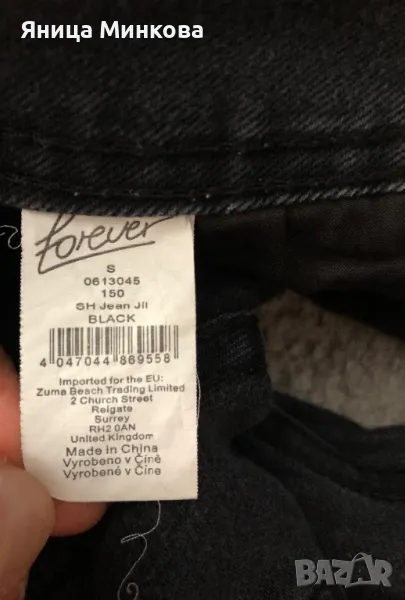 Яница Минкова
forever
S
0613045
150
SH Jean Jil
BLACK
4 047044 869558
Imported for the EU:
Zuma Beach Trading Limited
2 Church Street
Reigate
Surrey
RH2 0AN
United Kingdom
Made in China
Vyrobeno v Číně
Vyrobené v Číne
BAZAR